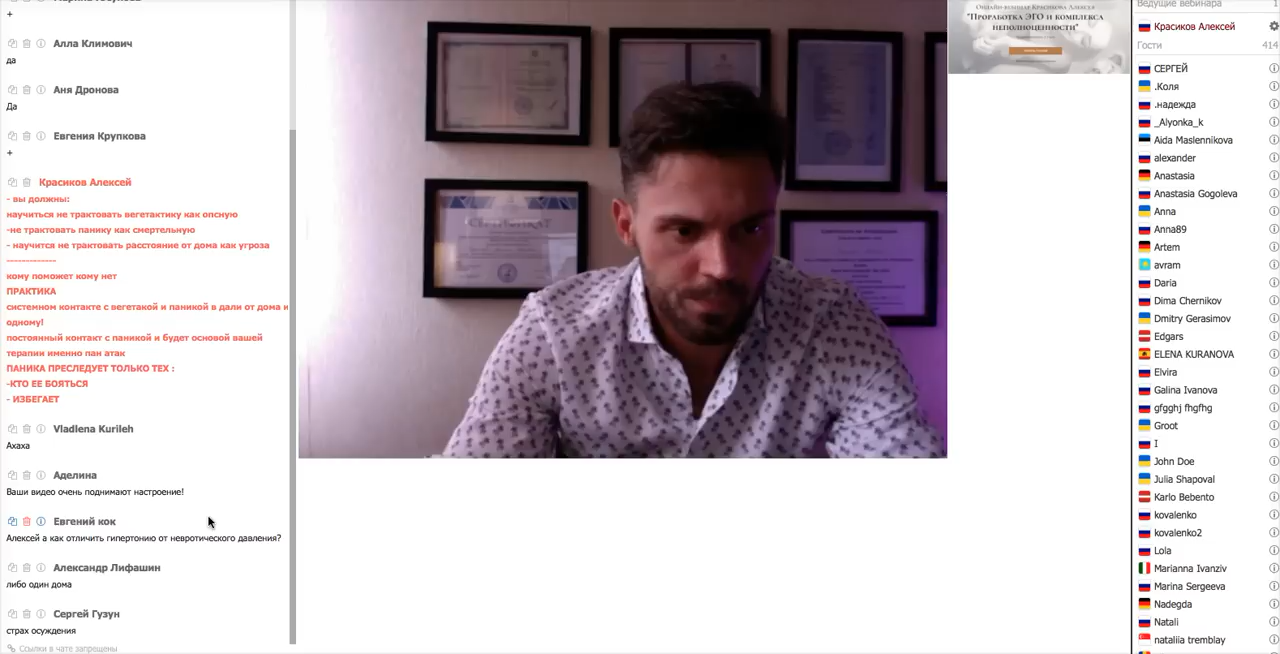 +
Алла Климович
да
Аня Дронова
Да
Евгения Крупкова
+
Красиков Алексей
- вы должны:
научиться не трактовать вегетактику как опсную
-не трактовать панику как смертельную
- научится не трактовать расстояние от дома как угроза
-------------
кому поможет кому нет
ПРАКТИКА
системном контакте с вегетакой и паникой в дали от дома и
одному!
постоянный контакт с паникой и будет основой вашей
терапии именно пан атак
ПАНИКА ПРЕСЛЕДУЕТ ТОЛЬКО ТЕХ :
-КТО ЕЕ БОЯТЬСЯ
- ИЗБЕГАЕТ
Vladlena Kurileh
Ахаха
Аделина
Ваши видео очень поднимают настроение!
Евгений кок
Алексей а как отличить гипертонию от невротического давления?
Александр Лифашин
либо один дома
Сергей Гузун
страх осуждения
Ссылки в чате запрещены
Онлайн-вебинар Красикова Алексея
"Проработка ЭГО и комплекса
неполноценности"
Ведущие вебинара 1
Красиков Алексей
Гости 414
СЕРГЕЙ
.Коля
.надежда
_Alyonka_k
Aida Maslennikova
alexander
Anastasia
Anastasia Gogoleva
Anna
Anna89
Artem
avram
Daria
Dima Chernikov
Dmitry Gerasimov
Edgars
ELENA KURANOVA
Elvira
Galina Ivanova
gfgghj fhgfhg
Groot
I
John Doe
Julia Shapoval
Karlo Bebento
kovalenko
kovalenko2
Lola
Marianna Ivanziv
Marina Sergeeva
Nadegda
Natali
nataliia tremblay